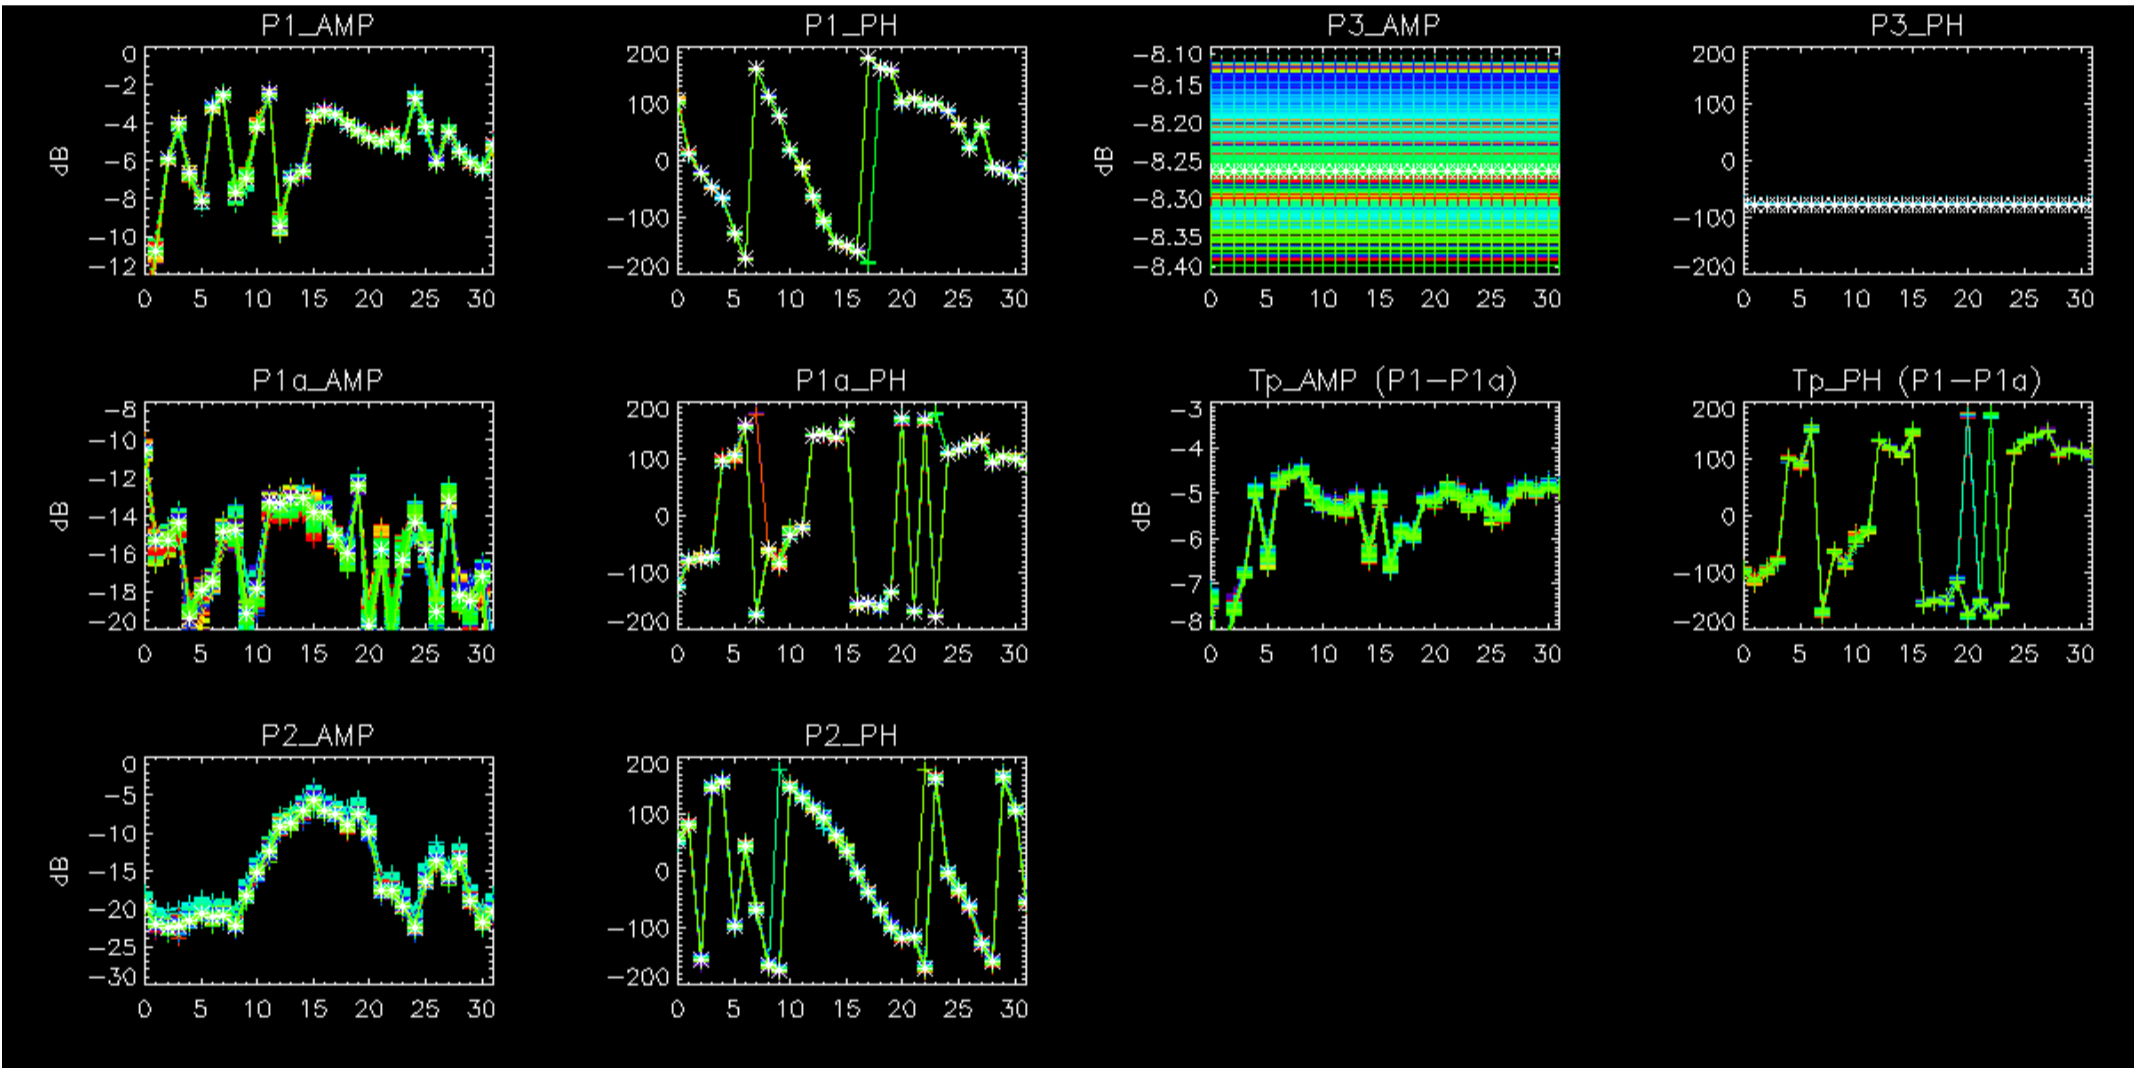 P1_AMP
0
-2
-4
-6
-8
-10
-12
dB
0 5 10 15 20 25 30
P1_PH
200
100
0
-100
-200
0 5 10 15 20 25 30
P3_AMP
-8.10
-8.15
-8.20
-8.25
-8.30
-8.35
-8.40
dB
0 5 10 15 20 25 30
P3_PH
200
100
0
-100
-200
0 5 10 15 20 25 30
P1a_AMP
-8
-10
-12
-14
-16
-18
-20
dB
0 5 10 15 20 25 30
P1a_PH
200
100
0
-100
-200
0 5 10 15 20 25 30
Tp_AMP (P1-P1a)
-3
-4
-5
-6
-7
-8
dB
0 5 10 15 20 25 30
Tp_PH (P1-P1a)
200
100
0
-100
-200
0 5 10 15 20 25 30
P2_AMP
0
-5
-10
-15
-20
-25
-30
dB
0 5 10 15 20 25 30
P2_PH
200
100
0
-100
-200
0 5 10 15 20 25 30